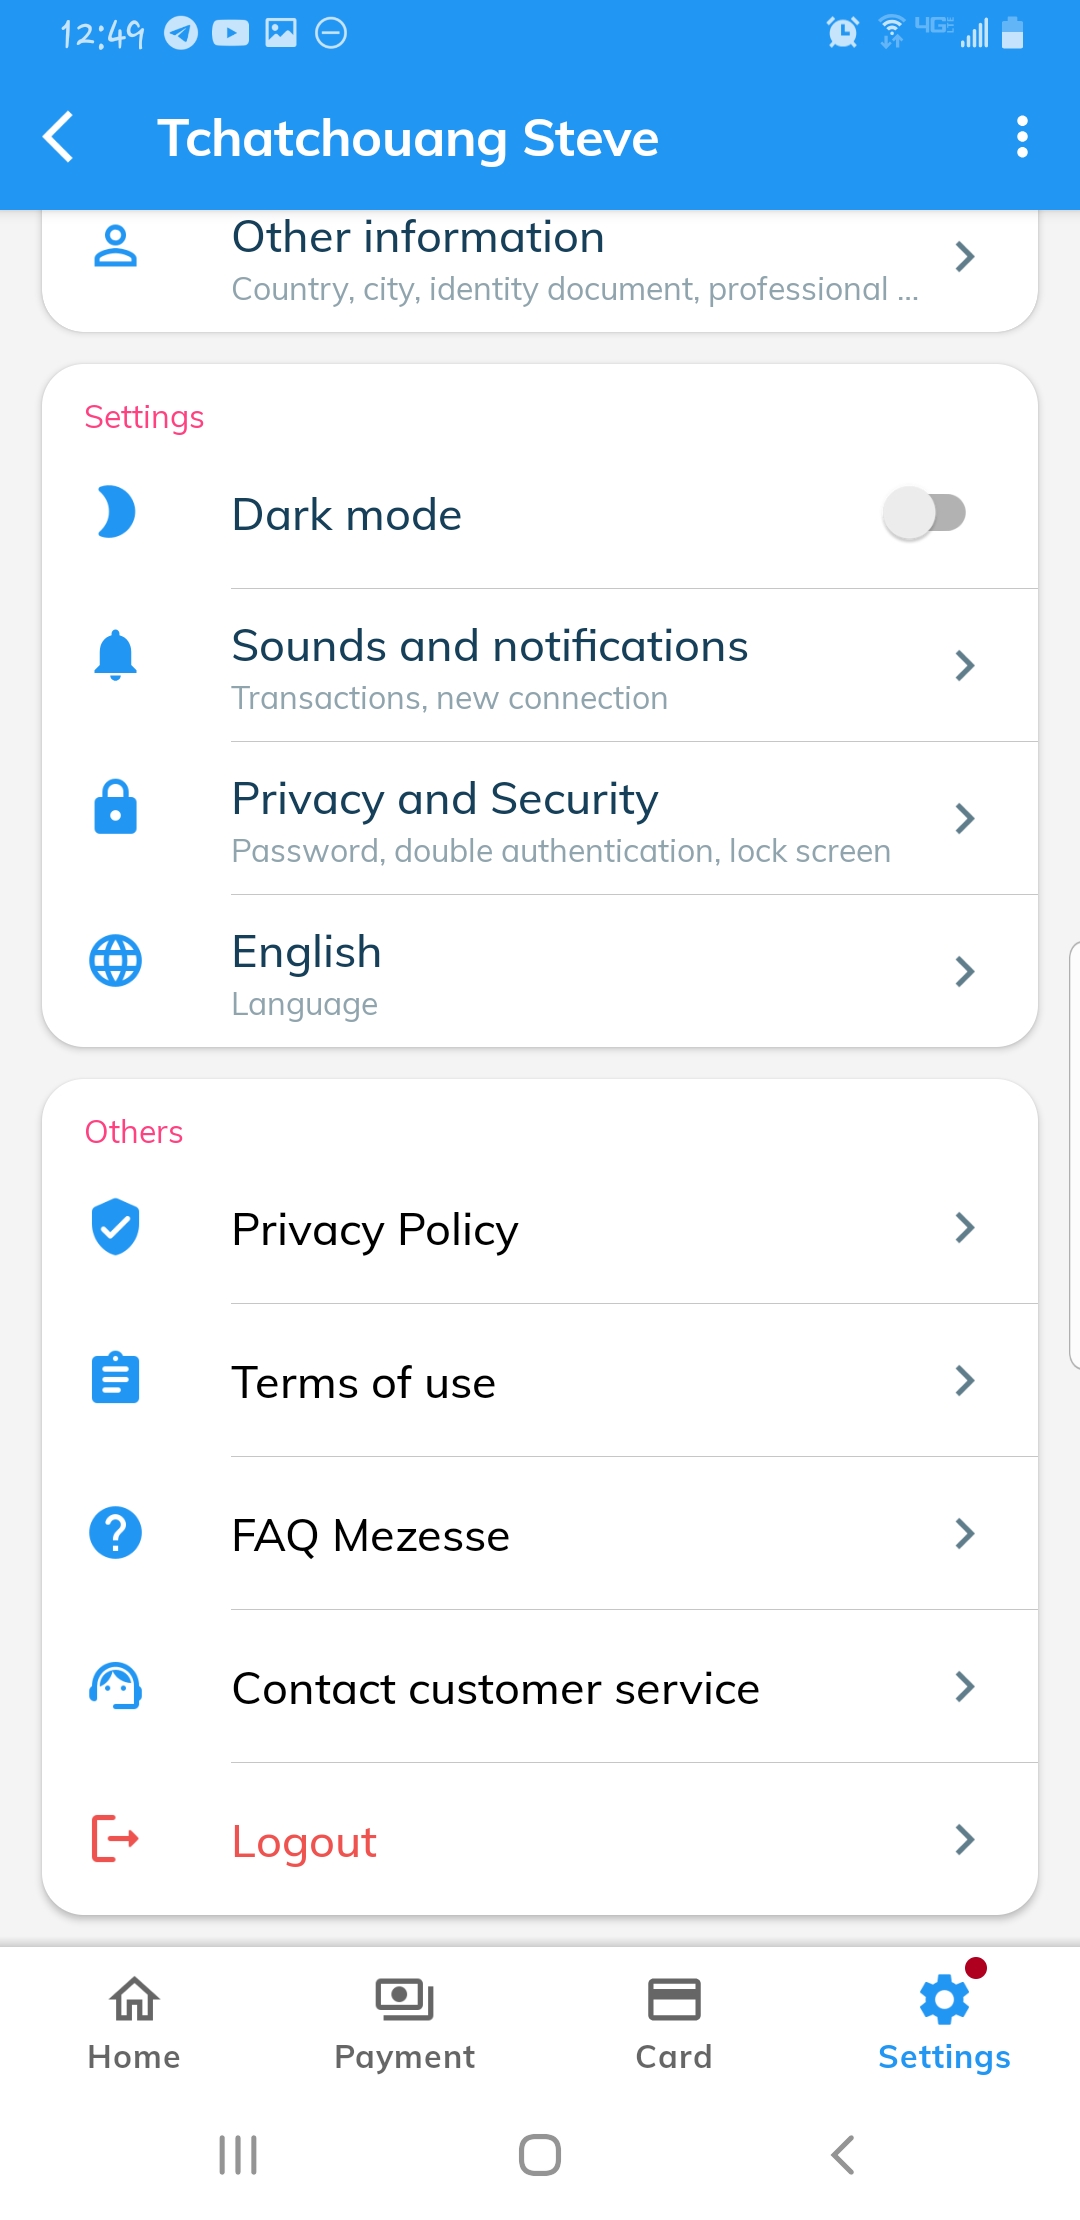 12:49
4G
Tchatchouang Steve
Other information
Country, city, identity document, professional ...
Settings
Dark mode
Sounds and notifications
Transactions, new connection
Privacy and Security
Password, double authentication, lock screen
English
Language
Others
Privacy Policy
Terms of use
FAQ Mezesse
Contact customer service
Logout
Home Payment Card Settings